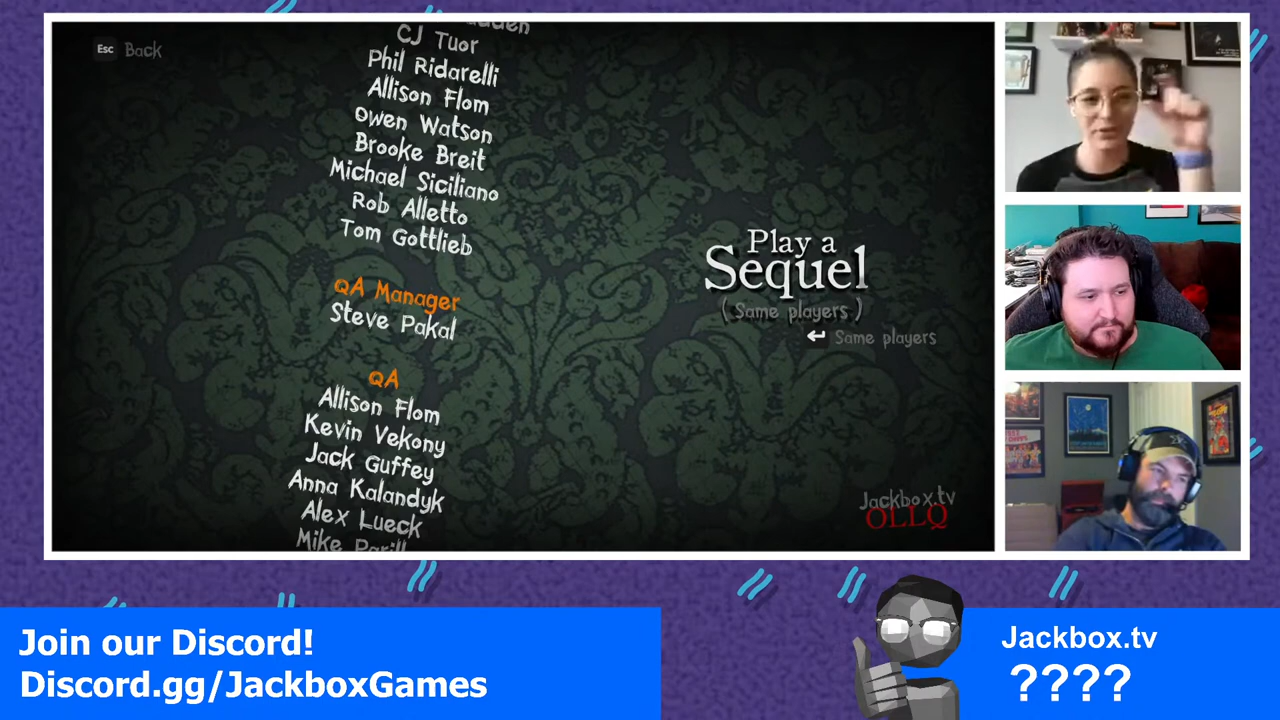 Esc Back
CJ Tuor
Phil Ridarelli
Allison Flom
Owen Watson
Brooke Breit
Michael Siciliano
Rob Alletto
Tom Gottlieb
QA Manager
Steve Pakal
QA
Allison Flom
Kevin Vekony
Jack Guffey
Anna Kalandyk
Alex Lueck
Mike
Play a
Sequel
(Same players)
Same players
Jackbox.tv
OLLQ
Join our Discord!
Discord.gg/JackboxGames
Jackbox.tv
????